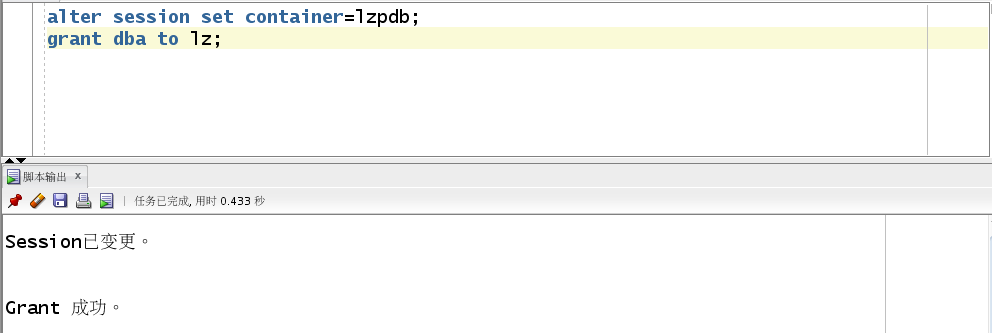 alter session set container=lzpdb;
grant dba to lz;
脚本输出 x
任务已完成, 用时 0.433 秒
Session已变更。
Grant 成功。